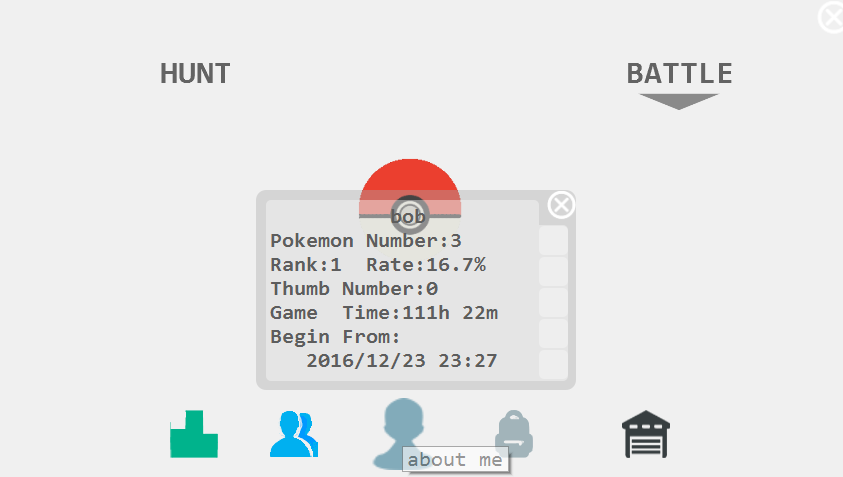 HUNT
BATTLE
bob
Pokemon Number:3
Rank:1  Rate:16.7%
Thumb Number:0
Game  Time:111h 22m
Begin From:
2016/12/23 23:27
about me